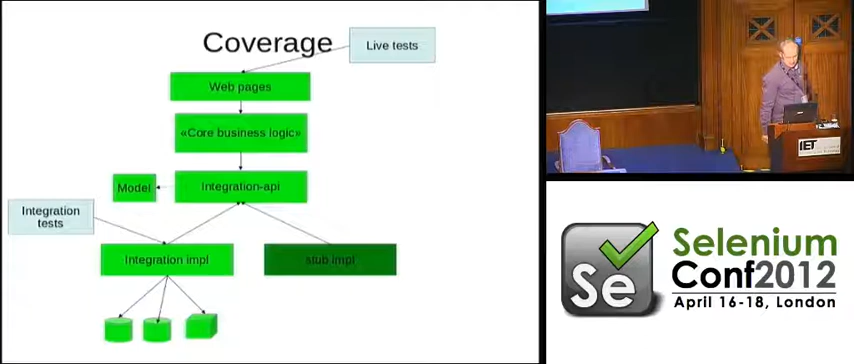 Coverage
Live tests
Web pages
«Core business logic»
Model
Integration-api
Integration
tests
Integration impl
stub impl
IET
Se
Selenium
Conf2012
April 16-18, London